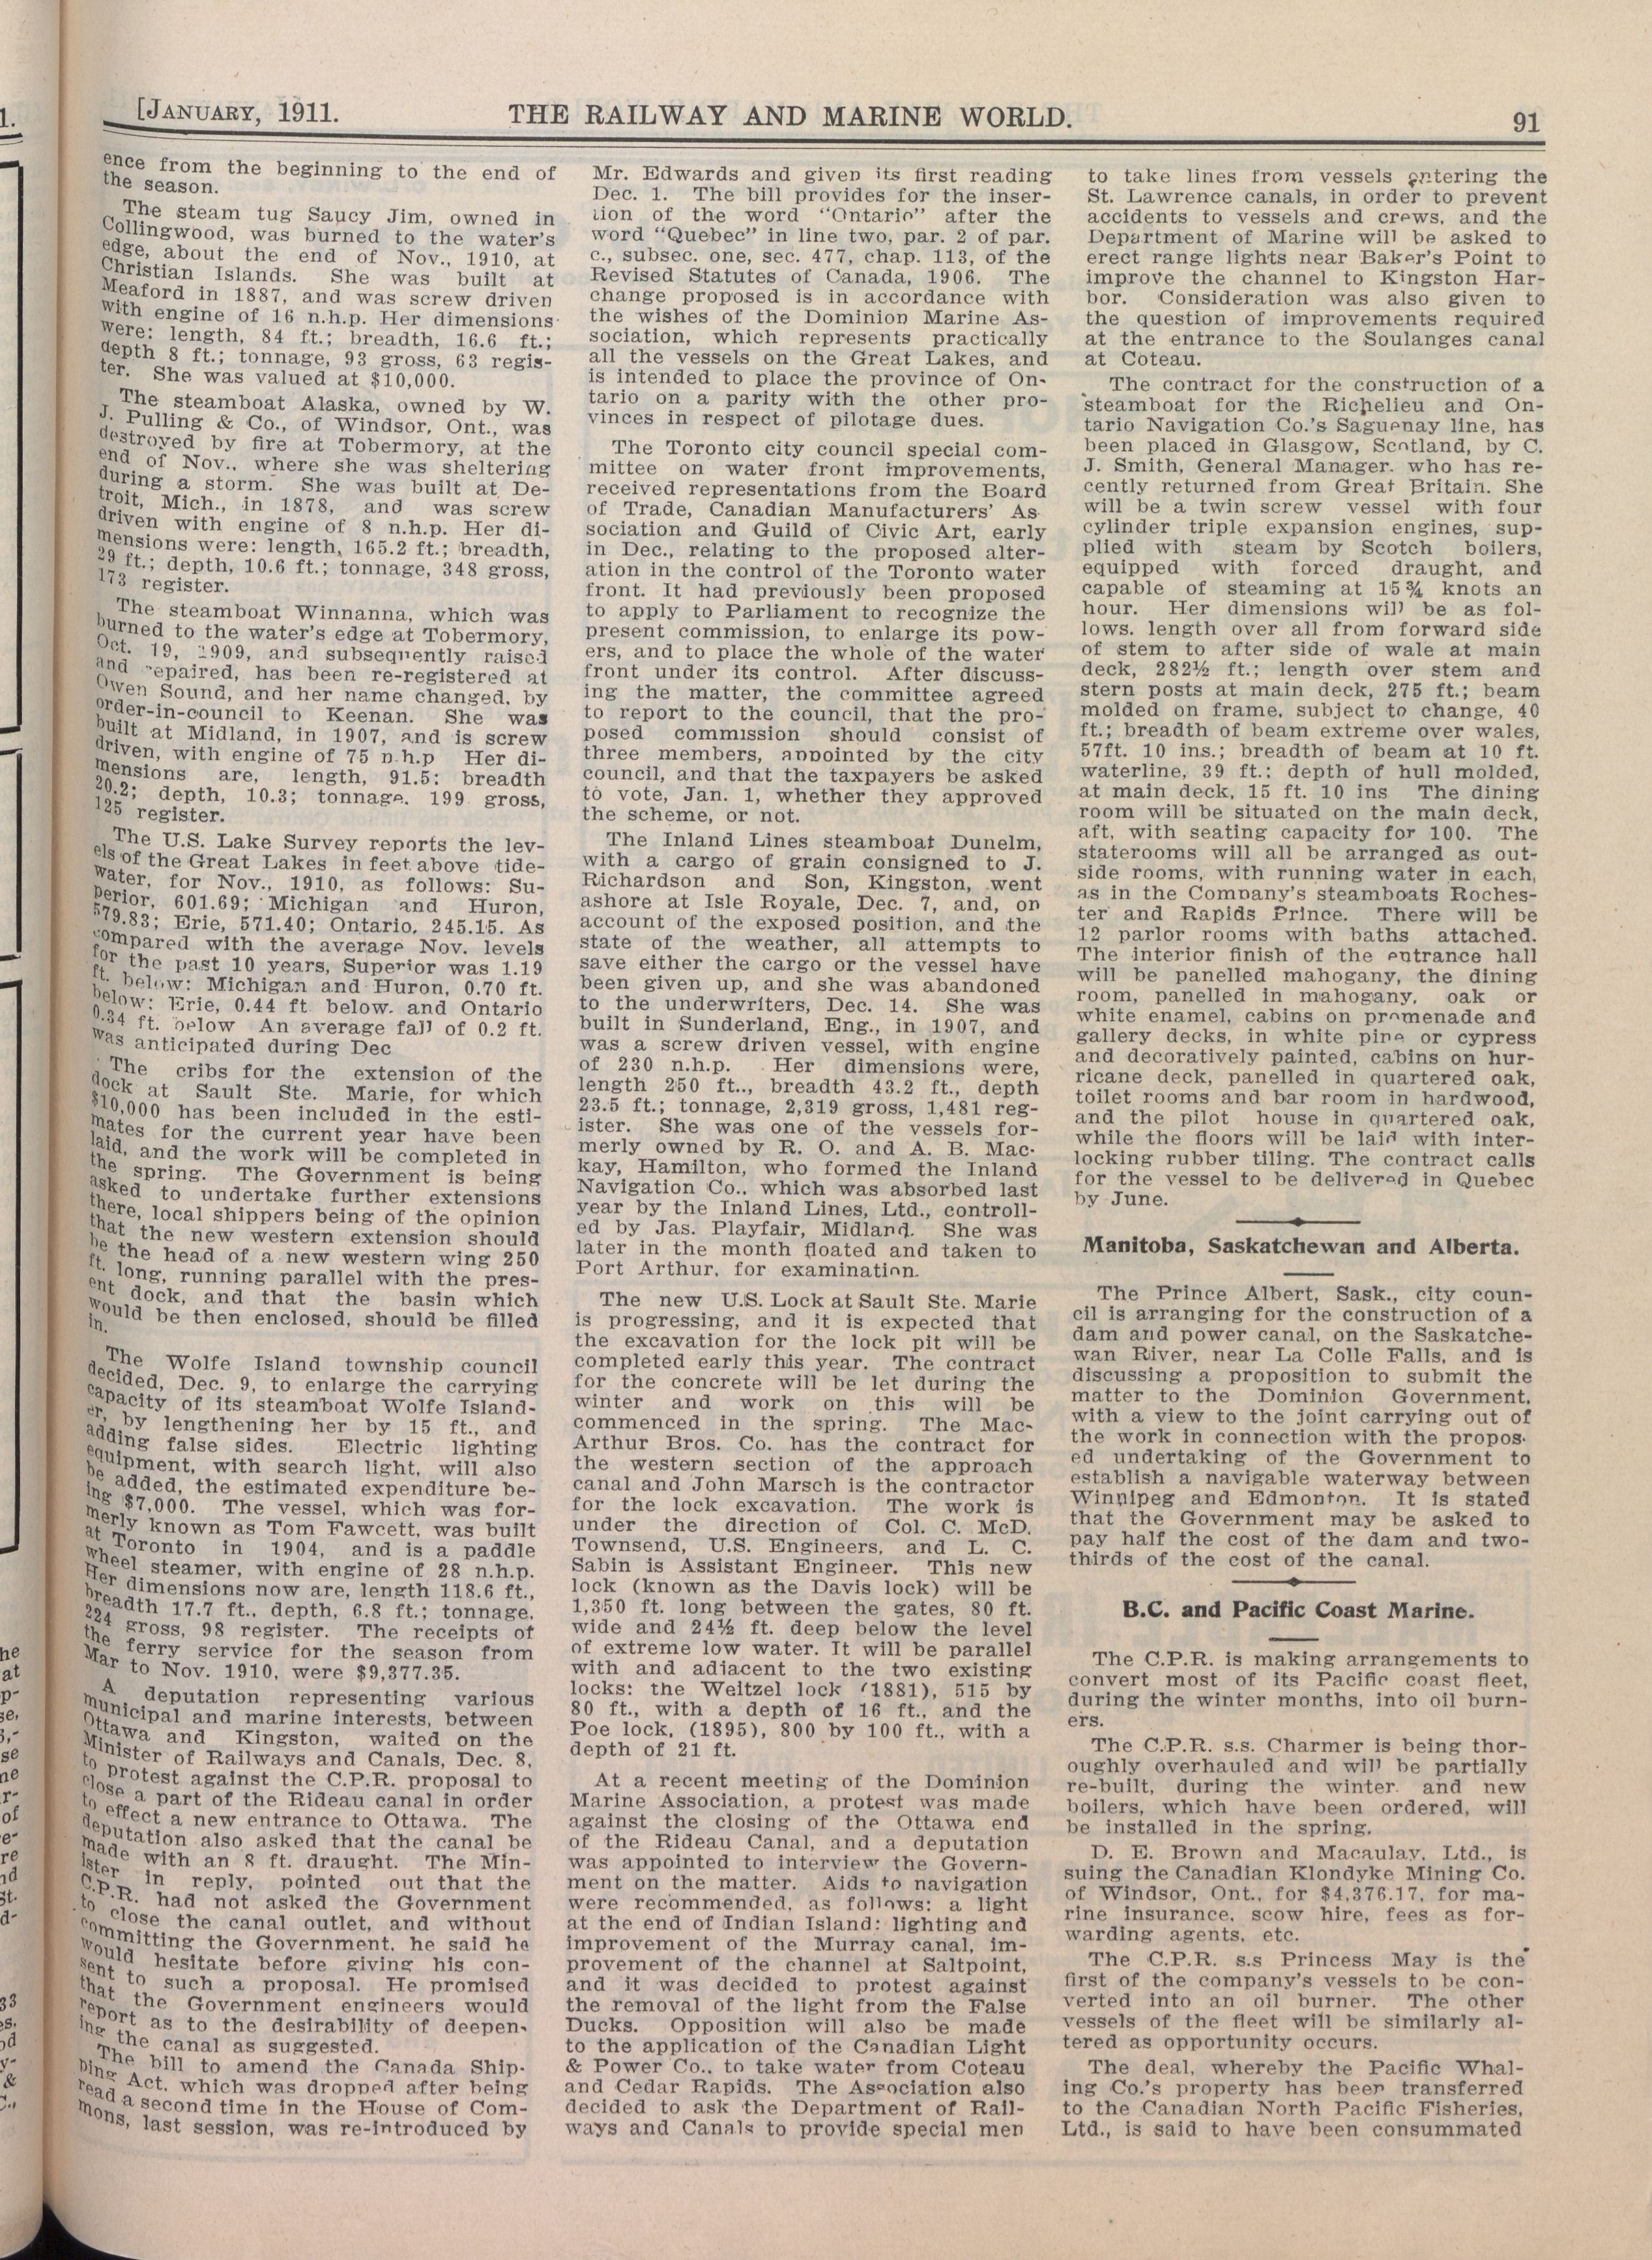 [JANUARY, 1911.
THE RAILWAY AND MARINE WORLD.
91
ence from the beginning to the end of
the season.
The steam tug Saucy Jim, owned in
Collingwood, was burned to the water's
edge, about the end of Nov., 1910, at
Christian Islands. She was built at
Meaford in 1887, and was screw driven
with engine of 16 n.h.p. Her dimensions
were: length, 84 ft.; breadth, 16.6 ft.;
depth 8 ft.; tonnage, 93 gross, 63 regis-
ter. She was valued at $10,000.
The steamboat Alaska, owned by W.
J. Pulling & Co., of Windsor, Ont., was
destroyed by fire at Tobermory, at the
end of Nov., where she was sheltering
during a storm. She was built at De-
troit, Mich., in 1878, and was screw
driven with engine of 8 n.h.p. Her di-
mensions were: length, 165.2 ft.; breadth,
29 ft.; depth, 10.6 ft.; tonnage, 348 gross,
173 register.
The steamboat Winnanna, which was
burned to the water's edge at Tobermory,
Oct. 19, 1909, and subsequently raised
and repaired, has been re-registered at
Owen Sound, and her name changed, by
order-in-council to Keenan. She was
built at Midland, in 1907, and is screw
driven, with engine of 75 n.h.p Her di-
mensions are, length, 91.5; breadth
20.2; depth, 10.3; tonnage, 199 gross,
125 register.
The U.S. Lake Survey reports the lev-
els of the Great Lakes in feet above tide-
water, for Nov., 1910, as follows: Su-
perior, 601.69; Michigan and Huron,
579.83; Erie, 571.40; Ontario, 245.15. As
compared with the average Nov. levels
for the past 10 years, Superior was 1.19
ft. below: Michigan and Huron, 0.70 ft.
below: Erie, 0.44 ft below. and Ontario
0.34 ft. below An average fall of 0.2 ft.
was anticipated during Dec
The cribs for the extension of the
dock at Sault Ste. Marie, for which
$10,000 has been included in the esti-
mates for the current year have been
laid, and the work will be completed in
the spring. The Government is being
asked to undertake further extensions
there, local shippers being of the opinion
that the new western extension should
be the head of a new western wing 250
ft. long, running parallel with the pres-
ent dock, and that the basin which
would be then enclosed, should be filled
in.
The Wolfe Island township council
decided, Dec. 9, to enlarge the carrying
capacity of its steamboat Wolfe Island-
er, by lengthening her by 15 ft., and
adding false sides. Electric lighting
equipment, with search light, will also
be added, the estimated expenditure be-
ing $7,000. The vessel, which was for-
merly known as Tom Fawcett, was built
at Toronto in 1904, and is a paddle
wheel steamer, with engine of 28 n.h.p.
Her dimensions now are, length 118.6 ft.,
breadth 17.7 ft., depth, 6.8 ft.; tonnage,
224 gross, 98 register. The receipts of
the ferry service for the season from
Mar to Nov. 1910, were $9,377.35.
A deputation representing various
municipal and marine interests, between
Ottawa and Kingston, waited on the
Minister of Railways and Canals, Dec. 8,
to protest against the C.P.R. proposal to
close a part of the Rideau canal in order
to effect a new entrance to Ottawa. The
deputation also asked that the canal be
made with an 8 ft. draught. The Min-
ister in reply, pointed out that the
C.P.R. had not asked the Government
to close the canal outlet, and without
committing the Government, he said he
would hesitate before giving his con-
sent to such a proposal. He promised
that the Government engineers would
report as to the desirability of deepen-
ing the canal as suggested.
The bill to amend the Canada Ship-
ping Act, which was dropped after being
read a second time in the House of Com-
mons, last session, was re-introduced by
Mr. Edwards and given its first reading
Dec. 1. The bill provides for the inser-
tion of the word "Ontario" after the
word "Quebec" in line two, par. 2 of par.
c., subsec. one, sec. 477, chap. 113, of the
Revised Statutes of Canada, 1906. The
change proposed is in accordance with
the wishes of the Dominion Marine As-
sociation, which represents practically
all the vessels on the Great Lakes, and
is intended to place the province of On-
tario on a parity with the other pro-
vinces in respect of pilotage dues.
The Toronto city council special com-
mittee on water front improvements,
received representations from the Board
of Trade, Canadian Manufacturers' As
sociation and Guild of Civic Art, early
in Dec., relating to the proposed alter-
ation in the control of the Toronto water
front. It had previously been proposed
to apply to Parliament to recognize the
present commission, to enlarge its pow-
ers, and to place the whole of the water
front under its control. After discuss-
ing the matter, the committee agreed
to report to the council, that the pro-
posed commission should consist of
three members, appointed by the city
council, and that the taxpayers be asked
to vote, Jan. 1, whether they approved
the scheme, or not.
The Inland Lines steamboat Dunelm,
with a cargo of grain consigned to J.
Richardson and Son, Kingston, went
ashore at Isle Royale, Dec. 7, and, on
account of the exposed position, and the
state of the weather, all attempts to
save either the cargo or the vessel have
been given up, and she was abandoned
to the underwriters, Dec. 14. She was
built in Sunderland, Eng., in 1907, and
was a screw driven vessel, with engine
of 230 n.h.p. Her dimensions were,
length 250 ft.., breadth 43.2 ft., depth
23.5 ft.; tonnage, 2,319 gross, 1,481 reg-
ister. She was one of the vessels for-
merly owned by R. O. and A. B. Mac-
kay, Hamilton, who formed the Inland
Navigation Co., which was absorbed last
year by the Inland Lines, Ltd., controll-
ed by Jas. Playfair, Midland. She was
later in the month floated and taken to
Port Arthur, for examination.
The new U.S. Lock at Sault Ste. Marie
is progressing, and it is expected that
the excavation for the lock pit will be
completed early this year. The contract
for the concrete will be let during the
winter and work on this will be
commenced in the spring. The Mac-
Arthur Bros. Co. has the contract for
the western section of the approach
canal and John Marsch is the contractor
for the lock excavation. The work is
under the direction of Col. C. McD.
Townsend, U.S. Engineers, and L. C.
Sabin is Assistant Engineer. This new
lock (known as the Davis lock) will be
1,350 ft. long between the gates, 80 ft.
wide and 24½ ft. deep below the level
of extreme low water. It will be parallel
with and adjacent to the two existing
locks: the Weitzel lock (1881), 515 by
80 ft., with a depth of 16 ft., and the
Poe lock, (1895), 800 by 100 ft., with a
depth of 21 ft.
At a recent meeting of the Dominion
Marine Association, a protest was made
against the closing of the Ottawa end
of the Rideau Canal, and a deputation
was appointed to interview the Govern-
ment on the matter. Aids to navigation
were recommended, as follows: a light
at the end of Indian Island: lighting and
improvement of the Murray canal, im-
provement of the channel at Saltpoint,
and it was decided to protest against
the removal of the light from the False
Ducks. Opposition will also be made
to the application of the Canadian Light
& Power Co., to take water from Coteau
and Cedar Rapids. The Association also
decided to ask the Department of Rail-
ways and Canals to provide special men
to take lines from vessels entering the
St. Lawrence canals, in order to prevent
accidents to vessels and crews, and the
Department of Marine will be asked to
erect range lights near Baker's Point to
improve the channel to Kingston Har-
bor. Consideration was also given to
the question of improvements required
at the entrance to the Soulanges canal
at Coteau.
The contract for the construction of a
steamboat for the Richelieu and On-
tario Navigation Co.'s Saguenay line, has
been placed in Glasgow, Scotland, by C.
J. Smith, General Manager. who has re-
cently returned from Great Britain. She
will be a twin screw vessel with four
cylinder triple expansion engines, sup-
plied with steam by Scotch boilers,
equipped with forced draught, and
capable of steaming at 15¾ knots an
hour. Her dimensions will be as fol-
lows. length over all from forward side
of stem to after side of wale at main
deck, 282½ ft.; length over stem and
stern posts at main deck, 275 ft.; beam
molded on frame, subject to change, 40
ft.; breadth of beam extreme over wales,
57ft. 10 ins.; breadth of beam at 10 ft.
waterline, 39 ft.; depth of hull molded,
at main deck, 15 ft. 10 ins The dining
room will be situated on the main deck,
aft, with seating capacity for 100. The
staterooms will all be arranged as out-
side rooms, with running water in each,
as in the Company's steamboats Roches-
ter and Rapids Prince. There will be
12 parlor rooms with baths attached.
The interior finish of the entrance hall
will be panelled mahogany, the dining
room, panelled in mahogany, oak or
white enamel, cabins on promenade and
gallery decks, in white pine or cypress
and decoratively painted, cabins on hur-
ricane deck, panelled in quartered oak,
toilet rooms and bar room in hardwood,
and the pilot house in quartered oak,
while the floors will be laid with inter-
locking rubber tiling. The contract calls
for the vessel to be delivered in Quebec
by June.
Manitoba, Saskatchewan and Alberta.
The Prince Albert, Sask., city coun-
cil is arranging for the construction of a
dam and power canal, on the Saskatche-
wan River, near La Colle Falls, and is
discussing a proposition to submit the
matter to the Dominion Government,
with a view to the joint carrying out of
the work in connection with the propos-
ed undertaking of the Government to
establish a navigable waterway between
Winnipeg and Edmonton. It is stated
that the Government may be asked to
pay half the cost of the dam and two-
thirds of the cost of the canal.
B.C. and Pacific Coast Marine.
The C.P.R. is making arrangements to
convert most of its Pacific coast fleet,
during the winter months, into oil burn-
ers.
The C.P.R. s.s. Charmer is being thor-
oughly overhauled and will be partially
re-built, during the winter. and new
boilers, which have been ordered, will
be installed in the spring.
D. E. Brown and Macaulay, Ltd., is
suing the Canadian Klondyke Mining Co.
of Windsor, Ont., for $4,376.17, for ma-
rine insurance, scow hire, fees as for-
warding agents, etc.
The C.P.R. s.s Princess May is the
first of the company's vessels to be con-
verted into an oil burner. The other
vessels of the fleet will be similarly al-
tered as opportunity occurs.
The deal, whereby the Pacific Whal-
ing Co.'s property has been transferred
to the Canadian North Pacific Fisheries,
Ltd., is said to have been consummated